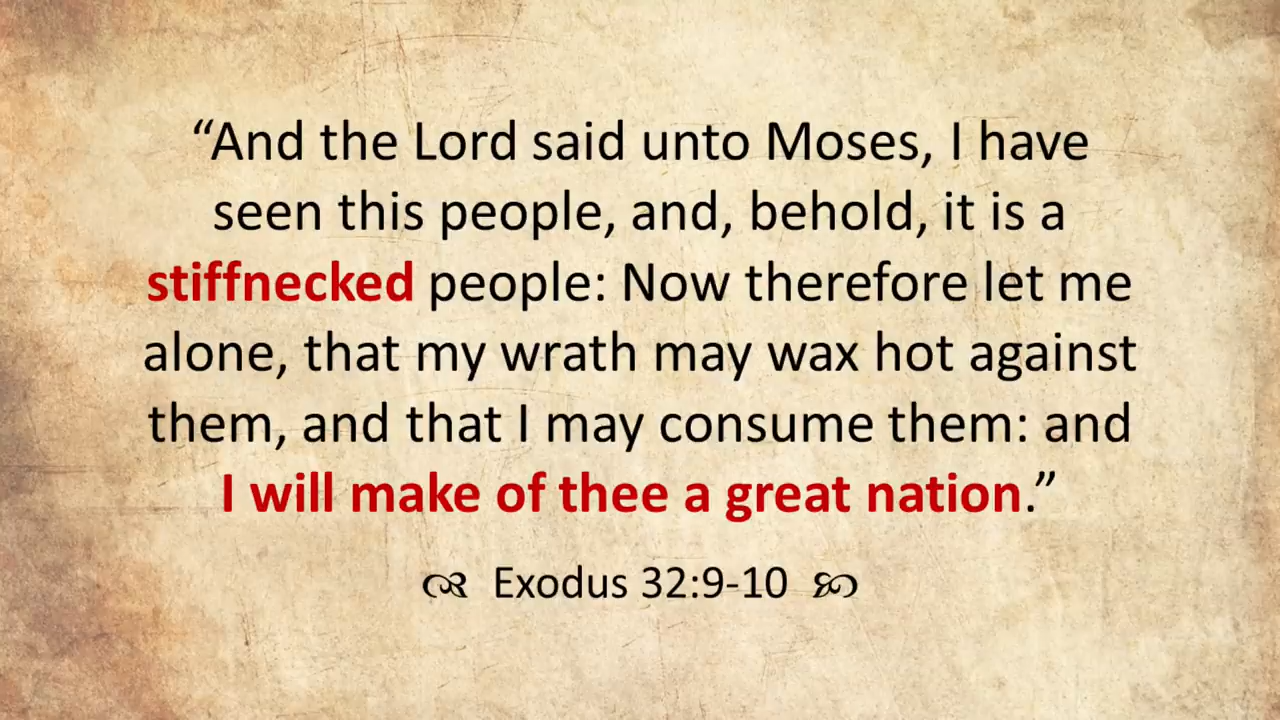 “And the Lord said unto Moses, I have
seen this people, and, behold, it is a
stiffnecked people: Now therefore let me
alone, that my wrath may wax hot against
them, and that I may consume them: and
I will make of thee a great nation.”
Exodus 32:9-10